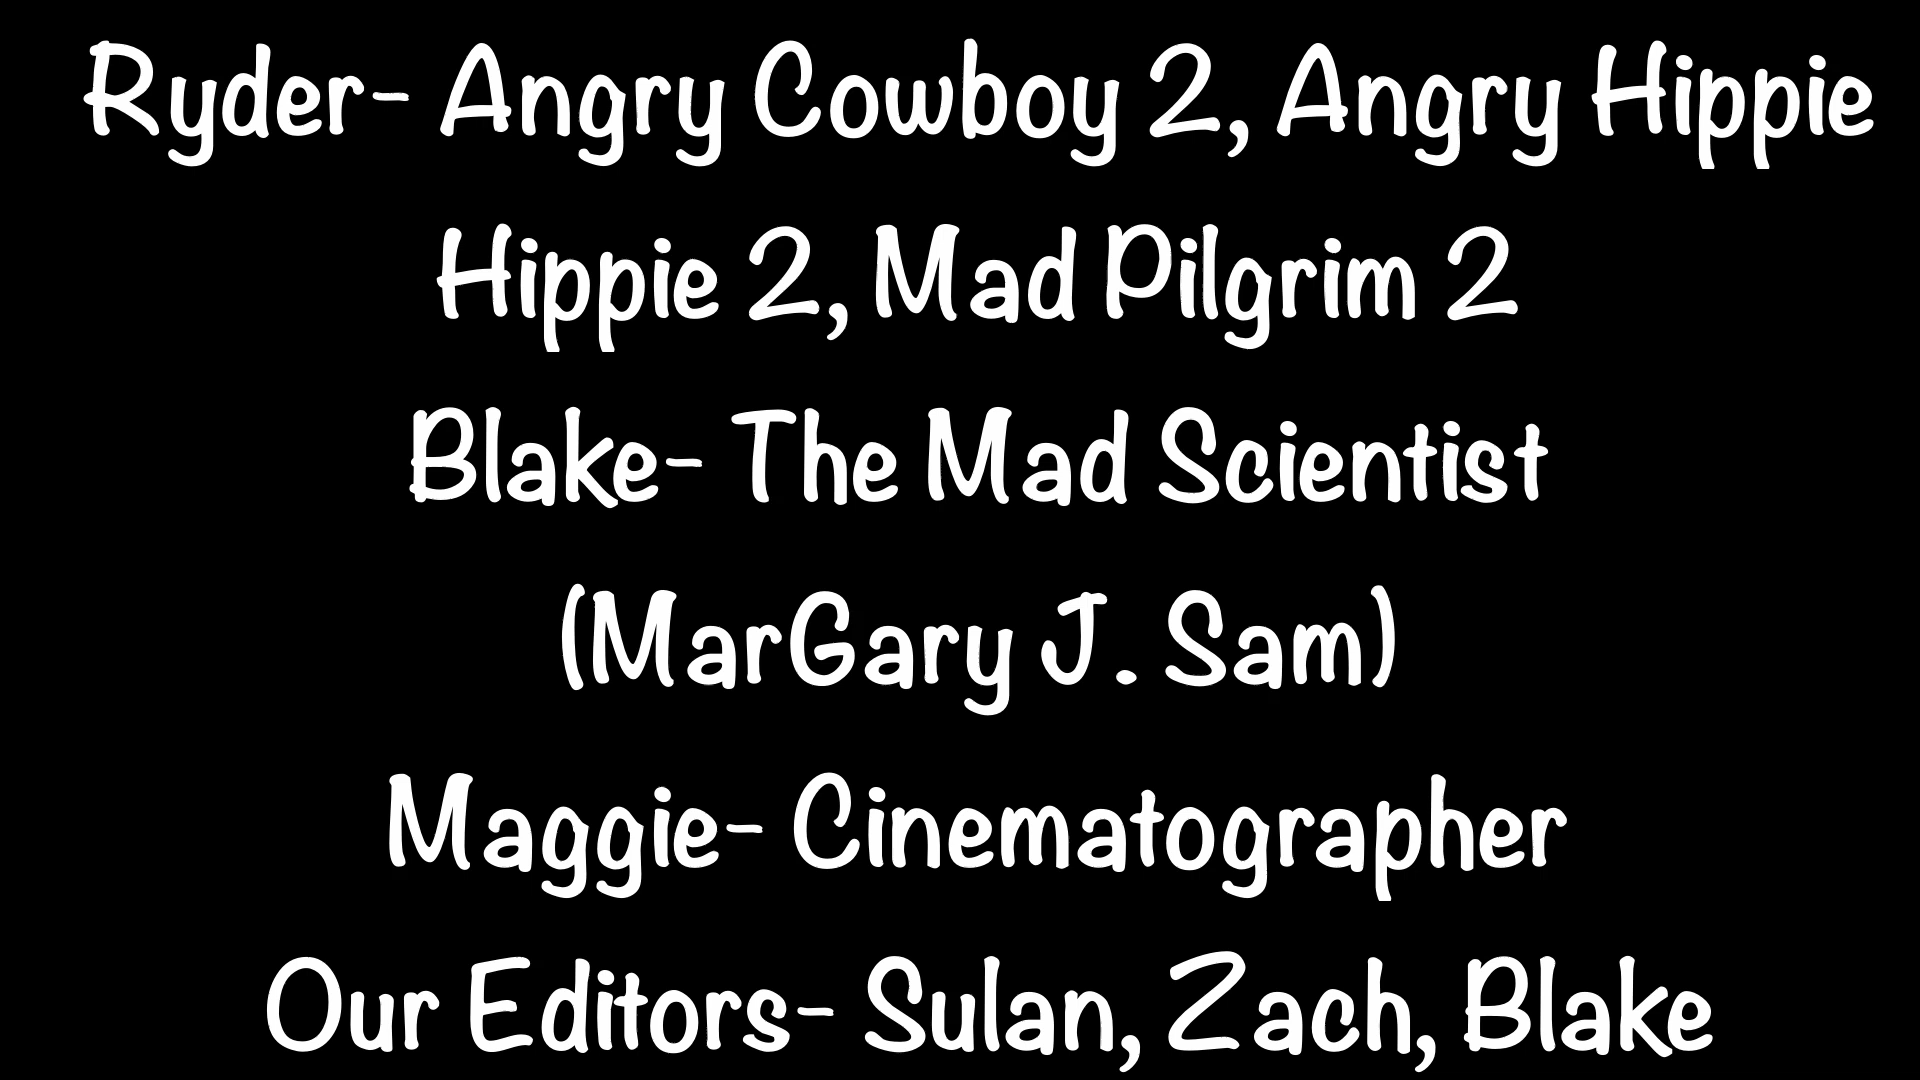 Ryder- Angry Cowboy 2, Angry Hippie
Hippie 2, Mad Pilgrim 2
Blake- The Mad Scientist
(MarGary J. Sam)
Maggie- Cinematographer
Our Editors- Sulan, Zach, Blake